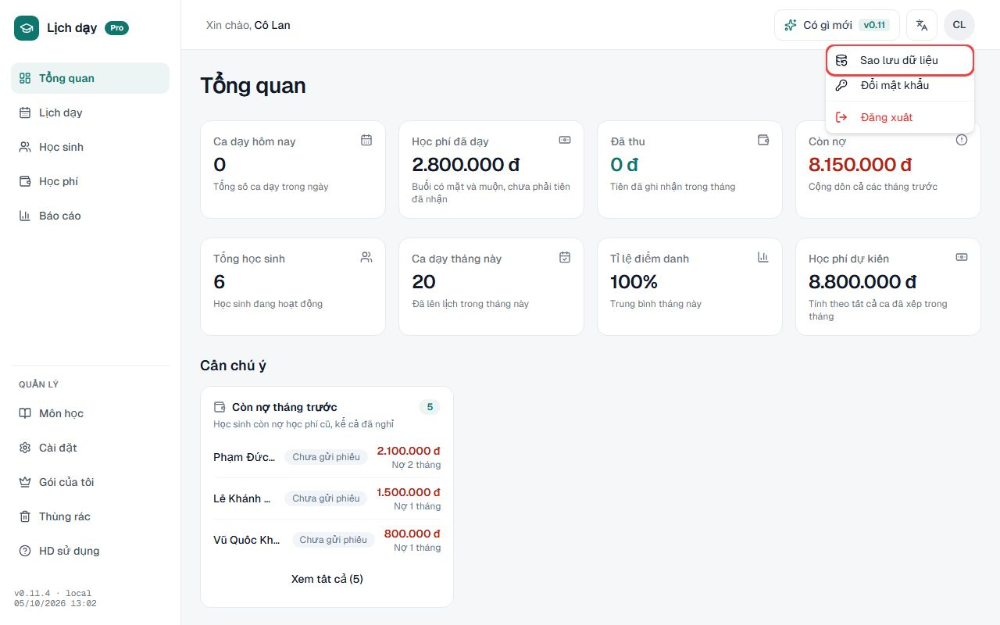 Lịch dạy Pro
Tổng quan
Lịch dạy
Học sinh
Học phí
Báo cáo
QUẢN LÝ
Môn học
Cài đặt
Gói của tôi
Thùng rác
HD sử dụng
v0.11.4 · local
05/10/2026 13:02
Xin chào, Cô Lan
Có gì mới v0.11
CL
Sao lưu dữ liệu
Đổi mật khẩu
Đăng xuất
Tổng quan
Ca dạy hôm nay
0
Tổng số ca dạy trong ngày
Học phí đã dạy
2.800.000 đ
Buổi có mặt và muộn, chưa phải tiền
đã nhận
Đã thu
0 đ
Tiền đã ghi nhận trong tháng
Còn nợ
8.150.000 đ
Cộng dồn cả các tháng trước
Tổng học sinh
6
Học sinh đang hoạt động
Ca dạy tháng này
20
Đã lên lịch trong tháng này
Tỉ lệ điểm danh
100%
Trung bình tháng này
Học phí dự kiến
8.800.000 đ
Tính theo tất cả ca đã xếp trong
tháng
Cần chú ý
Còn nợ tháng trước 5
Học sinh còn nợ học phí cũ, kể cả đã nghỉ
Phạm Đức... Chưa gửi phiếu 2.100.000 đ
Nợ 2 tháng
Lê Khánh ... Chưa gửi phiếu 1.500.000 đ
Nợ 1 tháng
Vũ Quốc Kh... Chưa gửi phiếu 800.000 đ
Nợ 1 tháng
Xem tất cả (5)